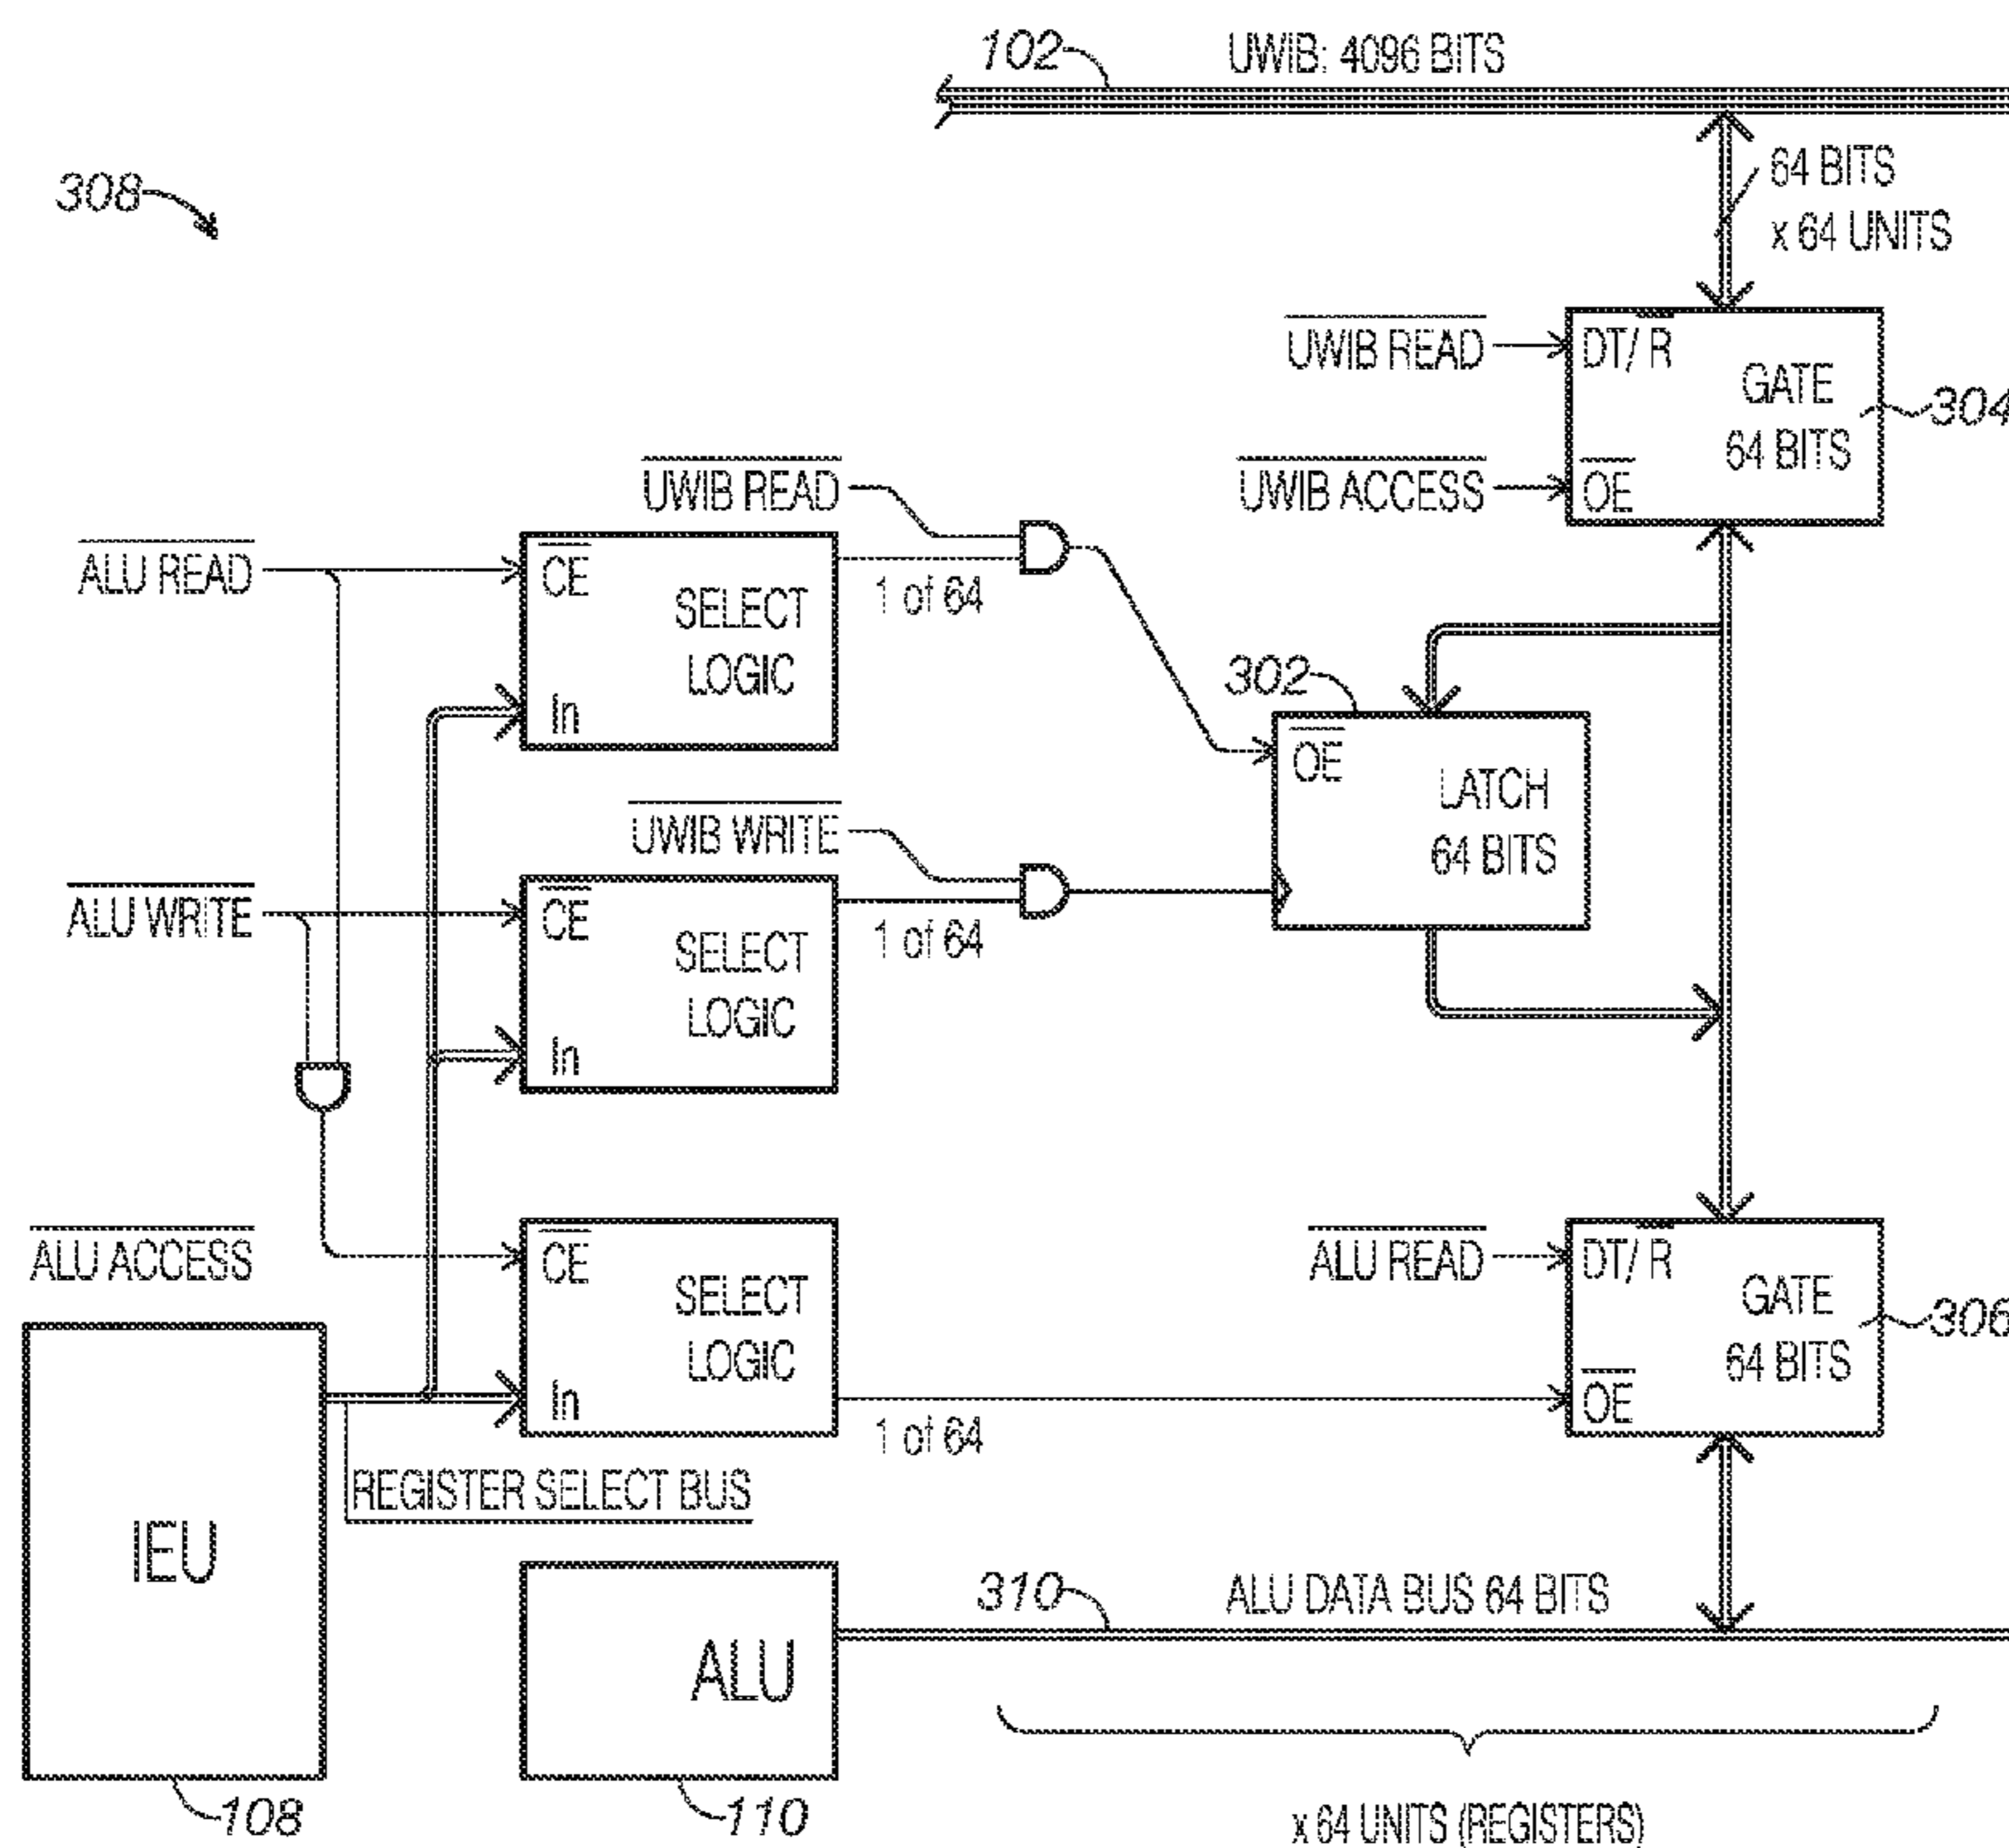 102
UWIB: 4096 BITS
308
64 BITS
x 64 UNITS
UWIB READ
DT/ R
GATE
64 BITS
304
UWIB ACCESS
OE
UWIB READ
ALU READ
CE
SELECT
LOGIC
In
1 of 64
302
OE
LATCH
64 BITS
UWIB WRITE
ALU WRITE
CE
SELECT
LOGIC
In
1 of 64
ALU ACCESS
CE
SELECT
LOGIC
In
1 of 64
ALU READ
DT/ R
GATE
64 BITS
306
OE
REGISTER SELECT BUS
IEU
108
ALU
110
310
ALU DATA BUS 64 BITS
x 64 UNITS (REGISTERS)